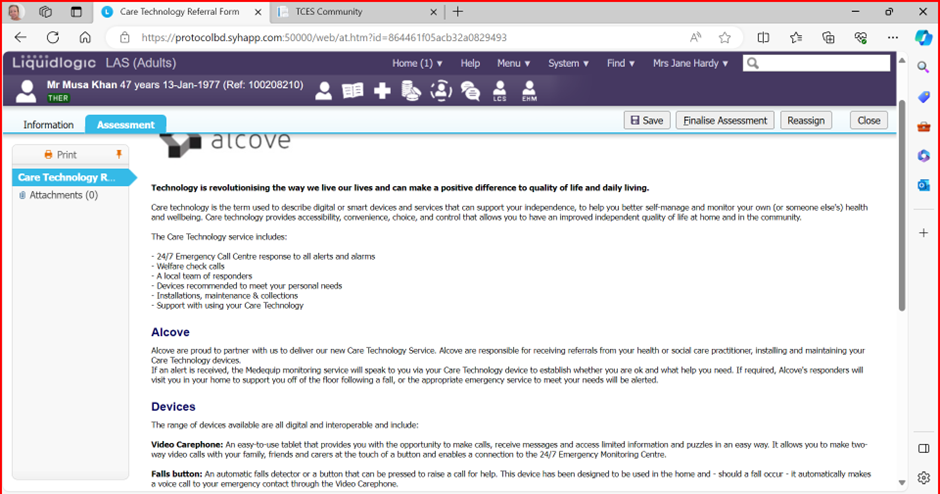 Care Technology Referral Form
TCES Community
https://protocolbd.syhapp.com:50000/web/at.htm?id=864461f05acb32a0829493
Liquidlogic LAS (Adults)
Home (1) Help Menu System Find Mrs Jane Hardy
Mr Musa Khan 47 years 13-Jan-1977 (Ref: 100208210)
THER
LCS
EHM
Information Assessment
Save Finalise Assessment Reassign Close
Print
Care Technology R...
Attachments (0)
alcove
Technology is revolutionising the way we live our lives and can make a positive difference to quality of life and daily living.
Care technology is the term used to describe digital or smart devices and services that can support your independence, to help you better self-manage and monitor your own (or someone else's) health
and wellbeing. Care technology provides accessibility, convenience, choice, and control that allows you to have an improved independent quality of life at home and in the community.
The Care Technology service includes:
- 24/7 Emergency Call Centre response to all alerts and alarms
- Welfare check calls
- A local team of responders
- Devices recommended to meet your personal needs
- Installations, maintenance & collections
- Support with using your Care Technology
Alcove
Alcove are proud to partner with us to deliver our new Care Technology Service. Alcove are responsible for receiving referrals from your health or social care practitioner, installing and maintaining your
Care Technology devices.
If an alert is received, the Medequip monitoring service will speak to you via your Care Technology device to establish whether you are ok and what help you need. If required, Alcove's responders will
visit you in your home to support you off of the floor following a fall, or the appropriate emergency service to meet your needs will be alerted.
Devices
The range of devices available are all digital and interoperable and include:
Video Carephone: An easy-to-use tablet that provides you with the opportunity to make calls, receive messages and access limited information and puzzles in an easy way. It allows you to make two-
way video calls with your family, friends and carers at the touch of a button and enables a connection to the 24/7 Emergency Monitoring Centre.
Falls button: An automatic falls detector or a button that can be pressed to raise a call for help. This device has been designed to be used in the home and - should a fall occur - it automatically makes
a voice call to your emergency contact through the Video Carephone.